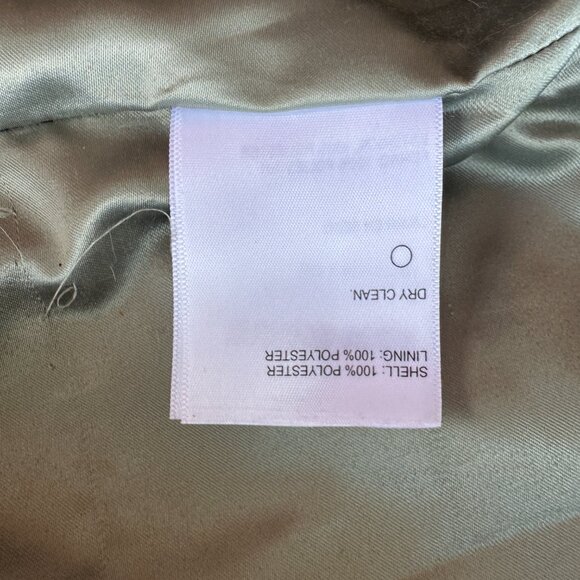 SHELL: 100% POLYESTER
LINING: 100% POLYESTER
DRY CLEAN.